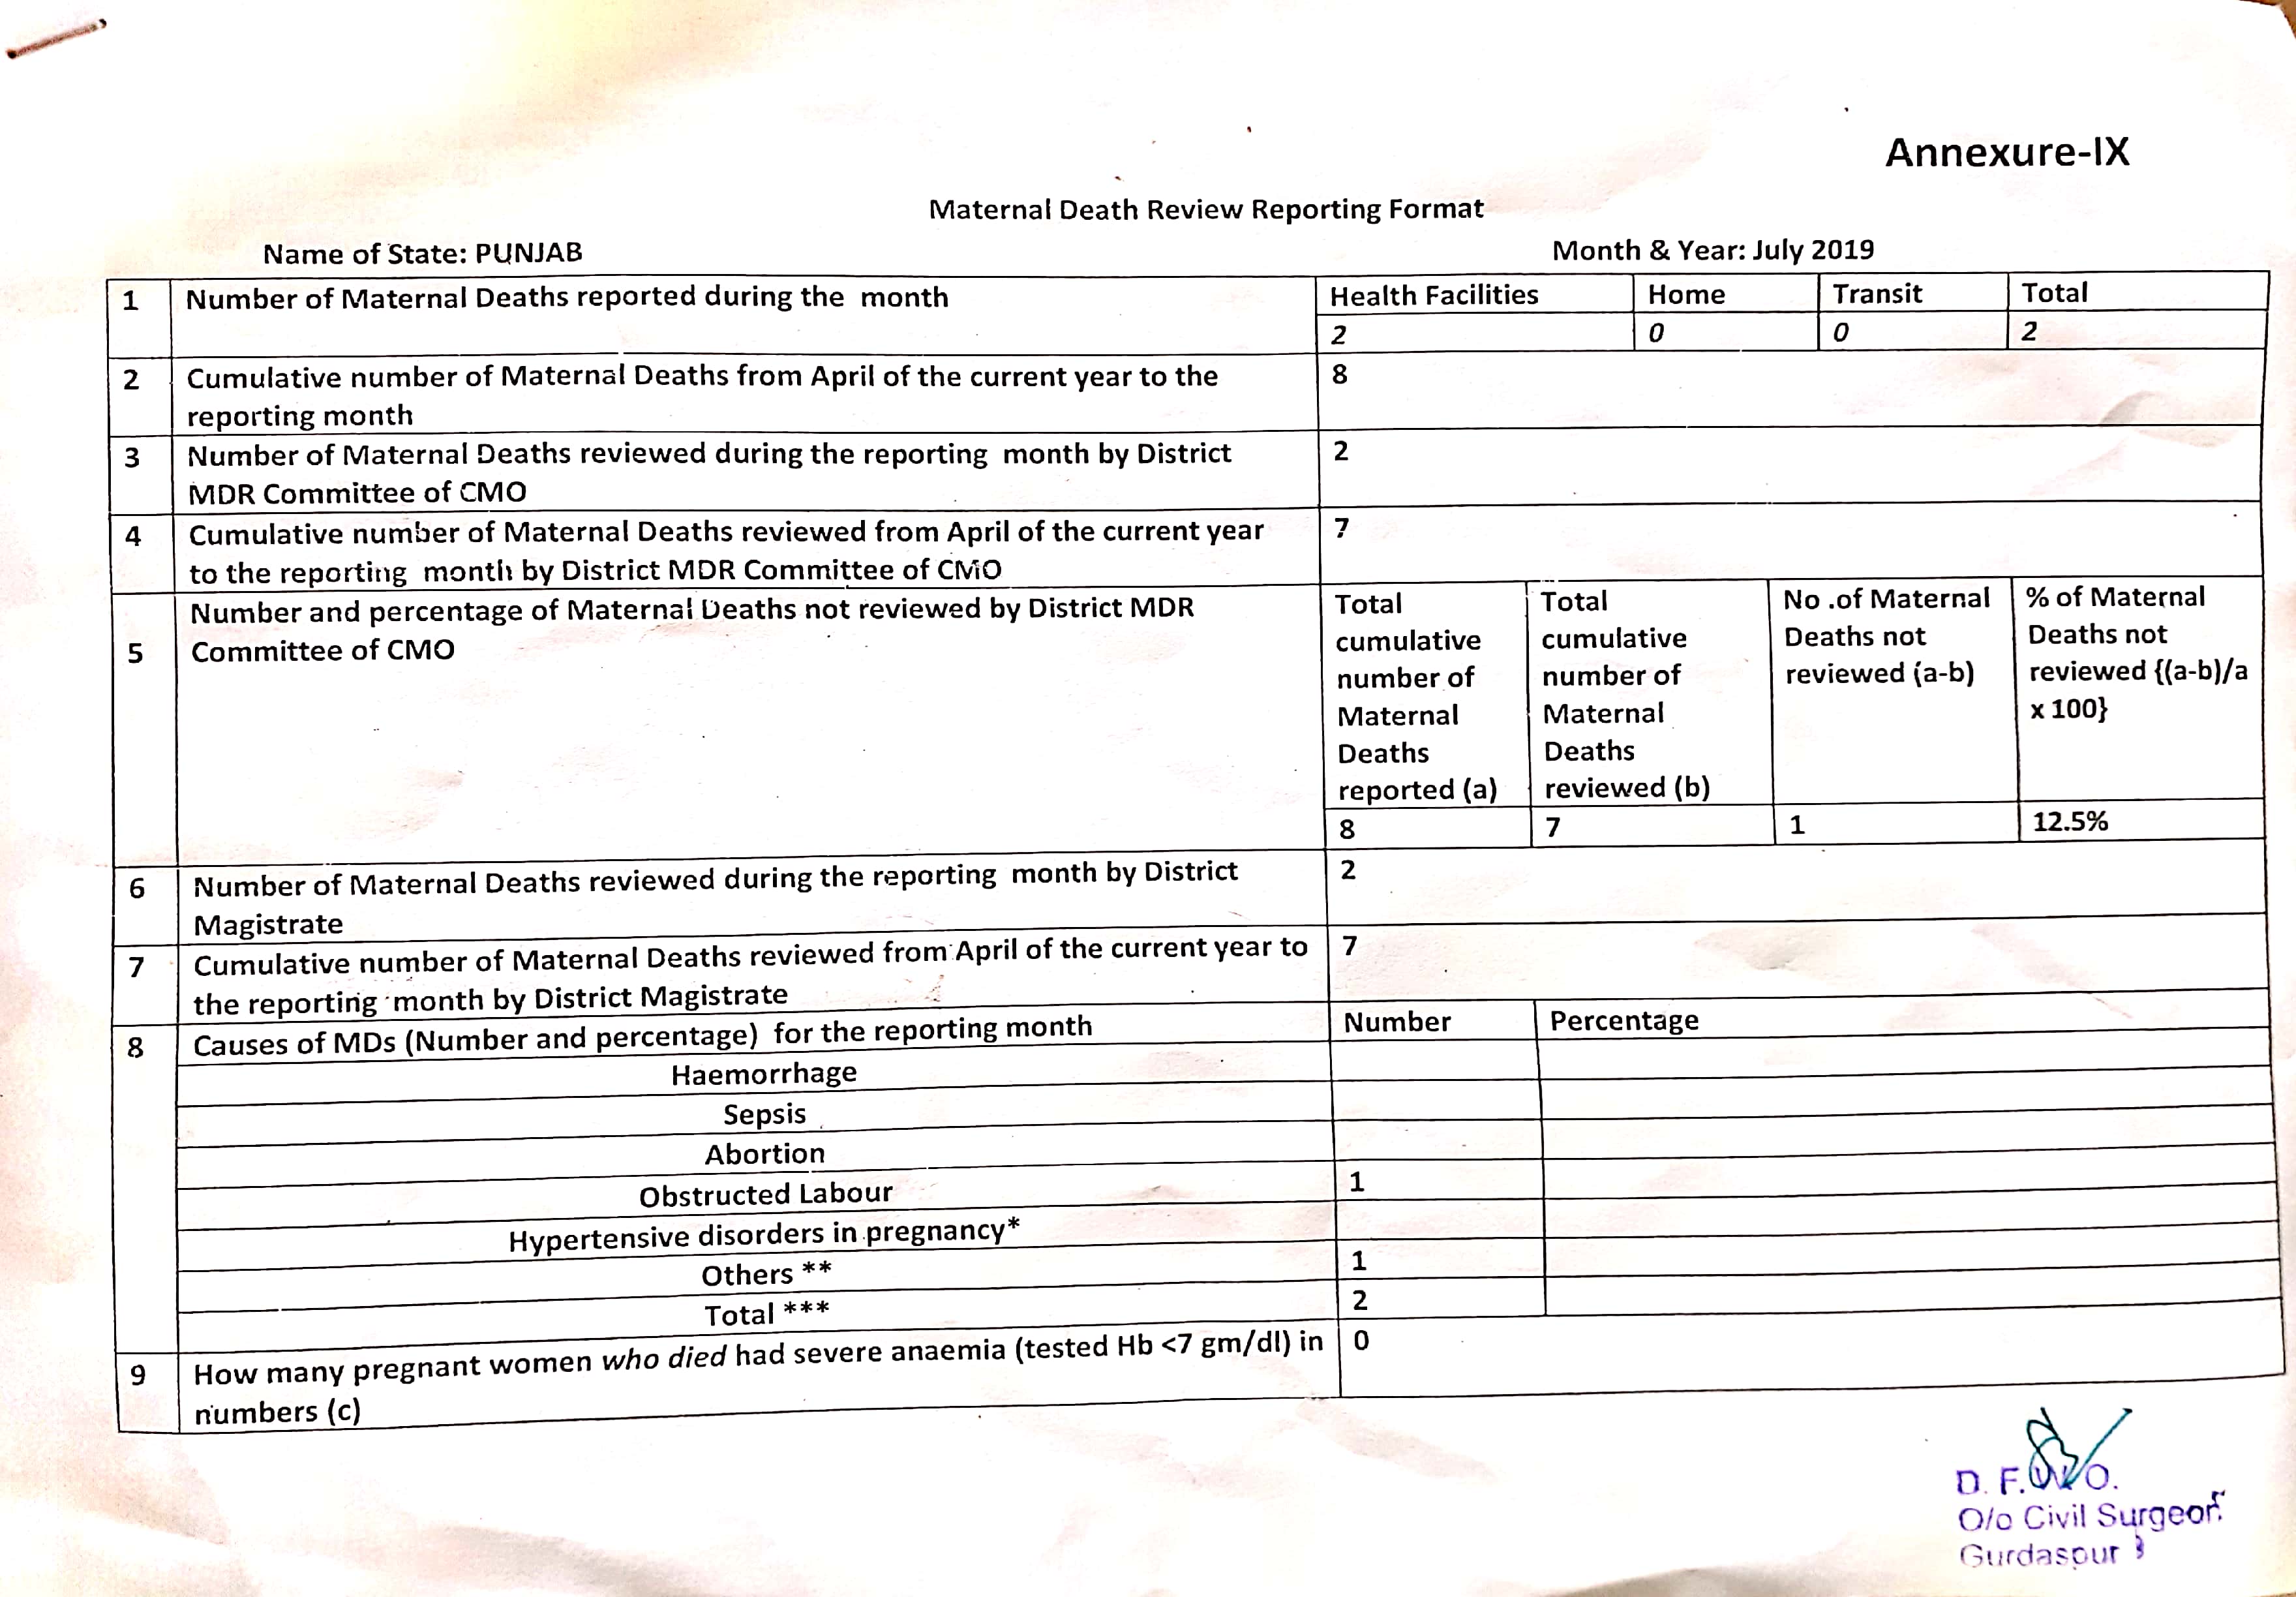 Annexure-IX
Maternal Death Review Reporting Format
Name of State: PUNJAB Month & Year: July 2019
1 Number of Maternal Deaths reported during the month Health Facilities Home Transit Total
2 0 0 2
2 Cumulative number of Maternal Deaths from April of the current year to the 8
reporting month
3 Number of Maternal Deaths reviewed during the reporting month by District 2
MDR Committee of CMO
4 Cumulative number of Maternal Deaths reviewed from April of the current year 7
to the reporting month by District MDR Committee of CMO
5 Number and percentage of Maternal Deaths not reviewed by District MDR
Committee of CMO
Total
cumulative
number of
Maternal
Deaths
reported (a)
Total
cumulative
number of
Maternal
Deaths
reviewed (b)
No .of Maternal
Deaths not
reviewed (a-b)
% of Maternal
Deaths not
reviewed {(a-b)/a
x 100}
8 7 1 12.5%
6 Number of Maternal Deaths reviewed during the reporting month by District 2
Magistrate
7 Cumulative number of Maternal Deaths reviewed from April of the current year to 7
the reporting month by District Magistrate
8 Causes of MDs (Number and percentage) for the reporting month Number Percentage
Haemorrhage
Sepsis
Abortion
Obstructed Labour 1
Hypertensive disorders in pregnancy*
Others ** 1
Total *** 2
9 How many pregnant women who died had severe anaemia (tested Hb <7 gm/dl) in 0
numbers (c)
D. F.W.O.
O/o Civil Surgeon
Gurdaspur